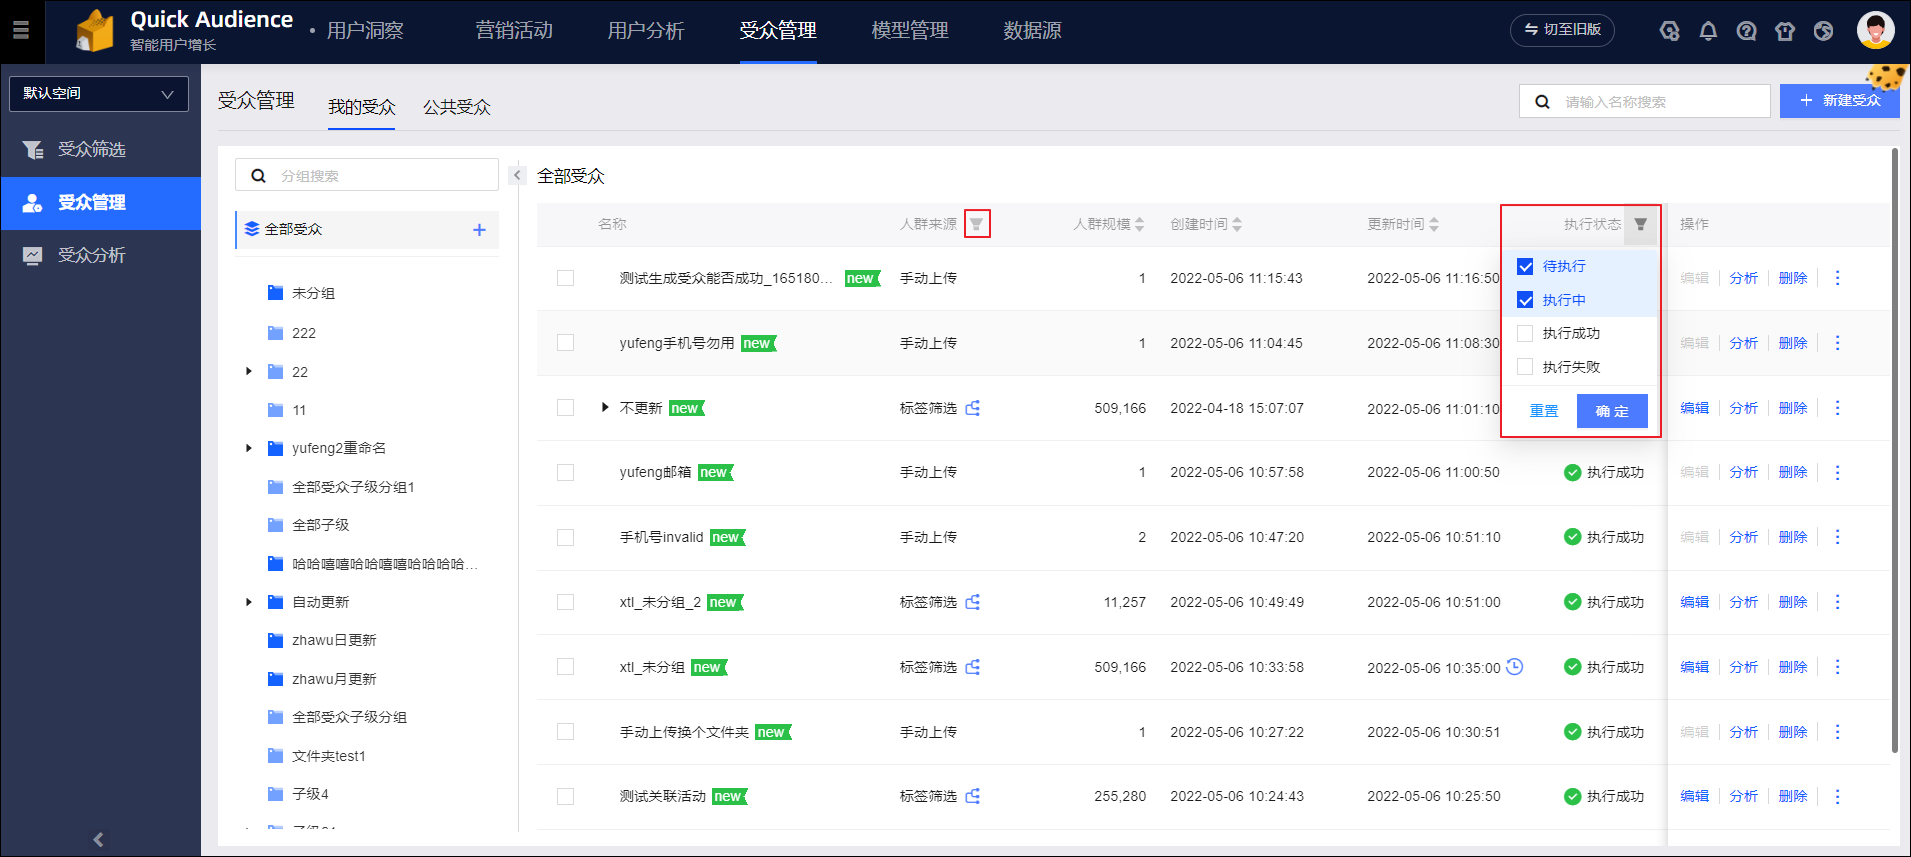 Quick Audience
智能用户增长
用户洞察
营销活动
用户分析
受众管理
模型管理
数据源
切至旧版
默认空间
受众筛选
受众管理
受众分析
受众管理
我的受众
公共受众
请输入名称搜索
新建受众
分组搜索
全部受众
未分组
222
22
11
yufeng2重命名
全部受众子级分组1
全部子级
哈哈嘻嘻哈哈嘻嘻哈哈哈哈...
自动更新
zhawu日更新
zhawu月更新
全部受众子级分组
文件夹test1
子级4
全部受众
名称 人群来源 人群规模 创建时间 更新时间 执行状态 操作
测试生成受众能否成功_165180... new 手动上传 1 2022-05-06 11:15:43 2022-05-06 11:16:50 编辑 分析 删除
yufeng手机号勿用 new 手动上传 1 2022-05-06 11:04:45 2022-05-06 11:08:30 编辑 分析 删除
不更新 new 标签筛选 509,166 2022-04-18 15:07:07 2022-05-06 11:01:10 编辑 分析 删除
yufeng邮箱 new 手动上传 1 2022-05-06 10:57:58 2022-05-06 11:00:50 执行成功 编辑 分析 删除
手机号invalid new 手动上传 2 2022-05-06 10:47:20 2022-05-06 10:51:10 执行成功 编辑 分析 删除
xtl_未分组_2 new 标签筛选 11,257 2022-05-06 10:49:49 2022-05-06 10:51:00 执行成功 编辑 分析 删除
xtl_未分组 new 标签筛选 509,166 2022-05-06 10:33:58 2022-05-06 10:35:00 执行成功 编辑 分析 删除
手动上传换个文件夹 new 手动上传 1 2022-05-06 10:27:22 2022-05-06 10:30:51 执行成功 编辑 分析 删除
测试关联活动 new 标签筛选 255,280 2022-05-06 10:24:43 2022-05-06 10:25:50 执行成功 编辑 分析 删除
待执行
执行中
执行成功
执行失败
重置 确 定